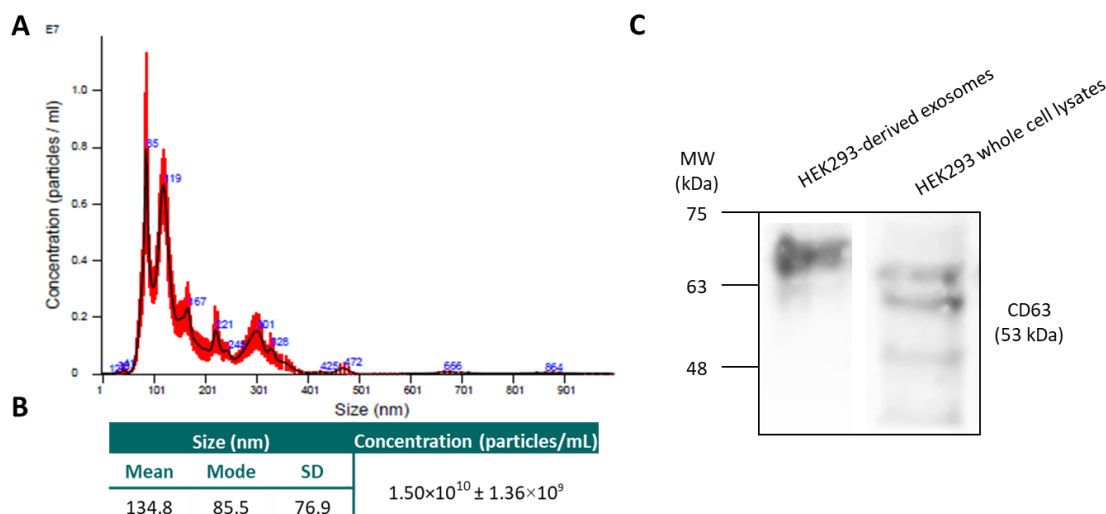 A
E7
Concentration (particles / ml)
1.0
0.8
0.6
0.4
0.2
0
85
119
167
221
245
301
328
425
472
666
864
1
101
201
301
401
501
601
701
801
901
Size (nm)
B
Size (nm)
Concentration (particles/mL)
Mean
Mode
SD
134.8
85.5
76.9
1.50×10¹⁰ ± 1.36×10⁹
C
MW
(kDa)
HEK293-derived exosomes
HEK293 whole cell lysates
75
63
48
CD63
(53 kDa)